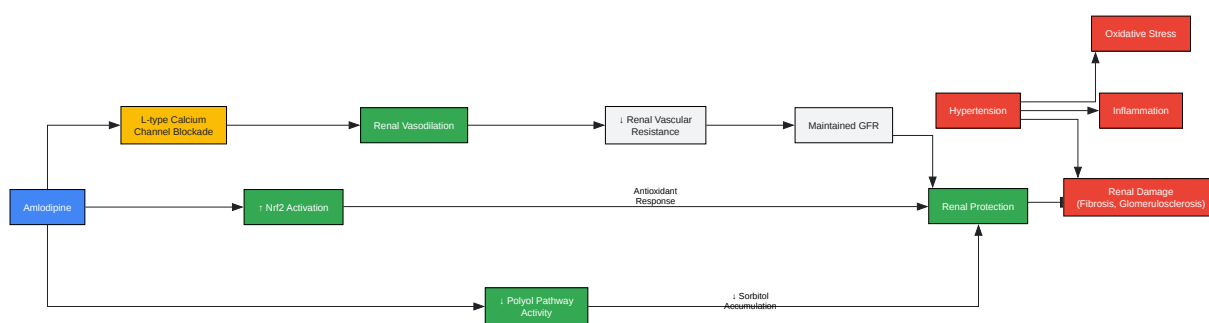 Oxidative Stress
L-type Calcium
Channel Blockade
Renal Vasodilation
↓ Renal Vascular
Resistance
Maintained GFR
Hypertension
Inflammation
Amlodipine
↑ Nrf2 Activation
Antioxidant
Response
Renal Protection
Renal Damage
(Fibrosis, Glomerulosclerosis)
↓ Polyol Pathway
Activity
↓ Sorbitol
Accumulation